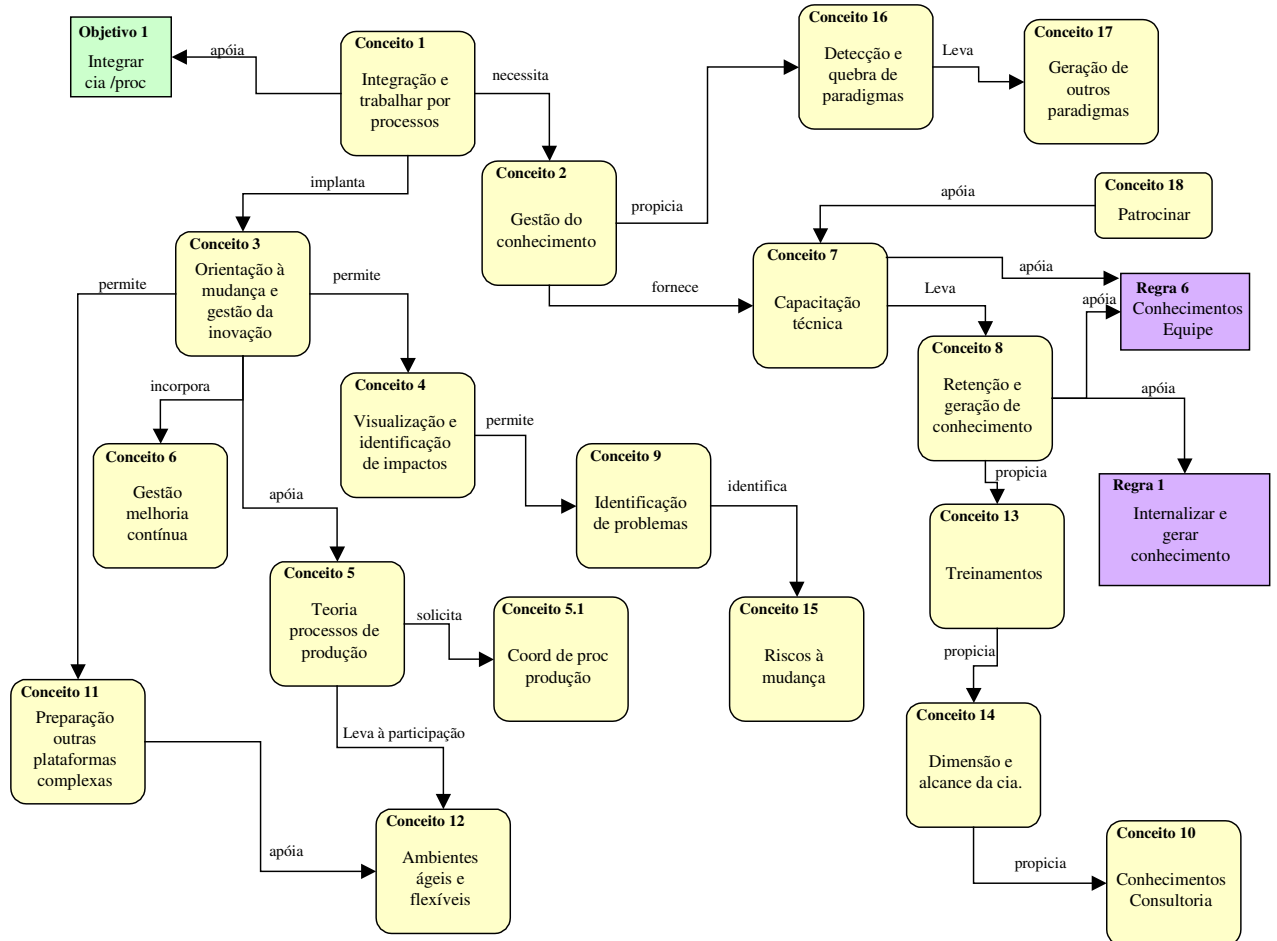 Objetivo 1
Integrar
cia /proc
apóia
Conceito 1
Integração e
trabalhar por
processos
necessita
Conceito 16
Detecção e
quebra de
paradigmas
Leva
Conceito 17
Geração de
outros
paradigmas
implanta
Conceito 2
Gestão do
conhecimento
propicia
apóia
Conceito 18
Patrocinar
Conceito 3
Orientação à
mudança e
gestão da
inovação
permite
permite
fornece
Conceito 7
Capacitação
técnica
apóia
Leva
apóia
Regra 6
Conhecimentos
Equipe
incorpora
Conceito 4
Visualização e
identificação
de impactos
permite
Conceito 8
Retenção e
geração de
conhecimento
apóia
propicia
Conceito 6
Gestão
melhoria
contínua
apóia
Conceito 9
Identificação
de problemas
identifica
Regra 1
Internalizar e
gerar
conhecimento
Conceito 13
Treinamentos
propicia
Conceito 5
Teoria
processos de
produção
solicita
Conceito 5.1
Coord de proc
produção
Conceito 15
Riscos à
mudança
Conceito 11
Preparação
outras
plataformas
complexas
Leva à participação
Conceito 14
Dimensão e
alcance da cia.
apóia
Conceito 12
Ambientes
ágeis e
flexíveis
propicia
Conceito 10
Conhecimentos
Consultoria